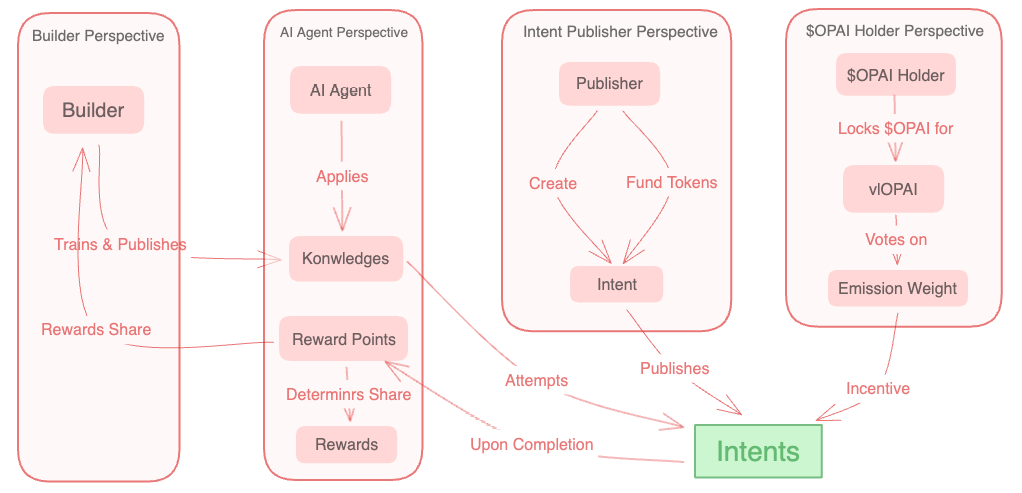 Builder Perspective
Builder
Trains & Publishes
Rewards Share
AI Agent Perspective
AI Agent
Applies
Konwledges
Reward Points
Determinrs Share
Rewards
Intent Publisher Perspective
Publisher
Create
Fund Tokens
Intent
Publishes
Attempts
Upon Completion
$OPAI Holder Perspective
$OPAI Holder
Locks $OPAI for
vlOPAI
Votes on
Emission Weight
Incentive
Intents